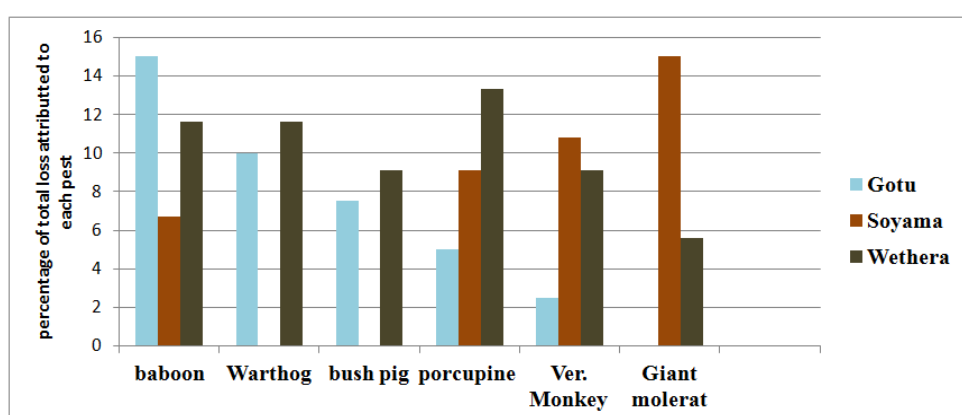 percentage of total loss attributted to
each pest
16
14
12
10
8
6
4
2
0
baboon
Warthog
bush pig
porcupine
Ver.
Monkey
Giant
molerat
Gotu
Soyama
Wethera